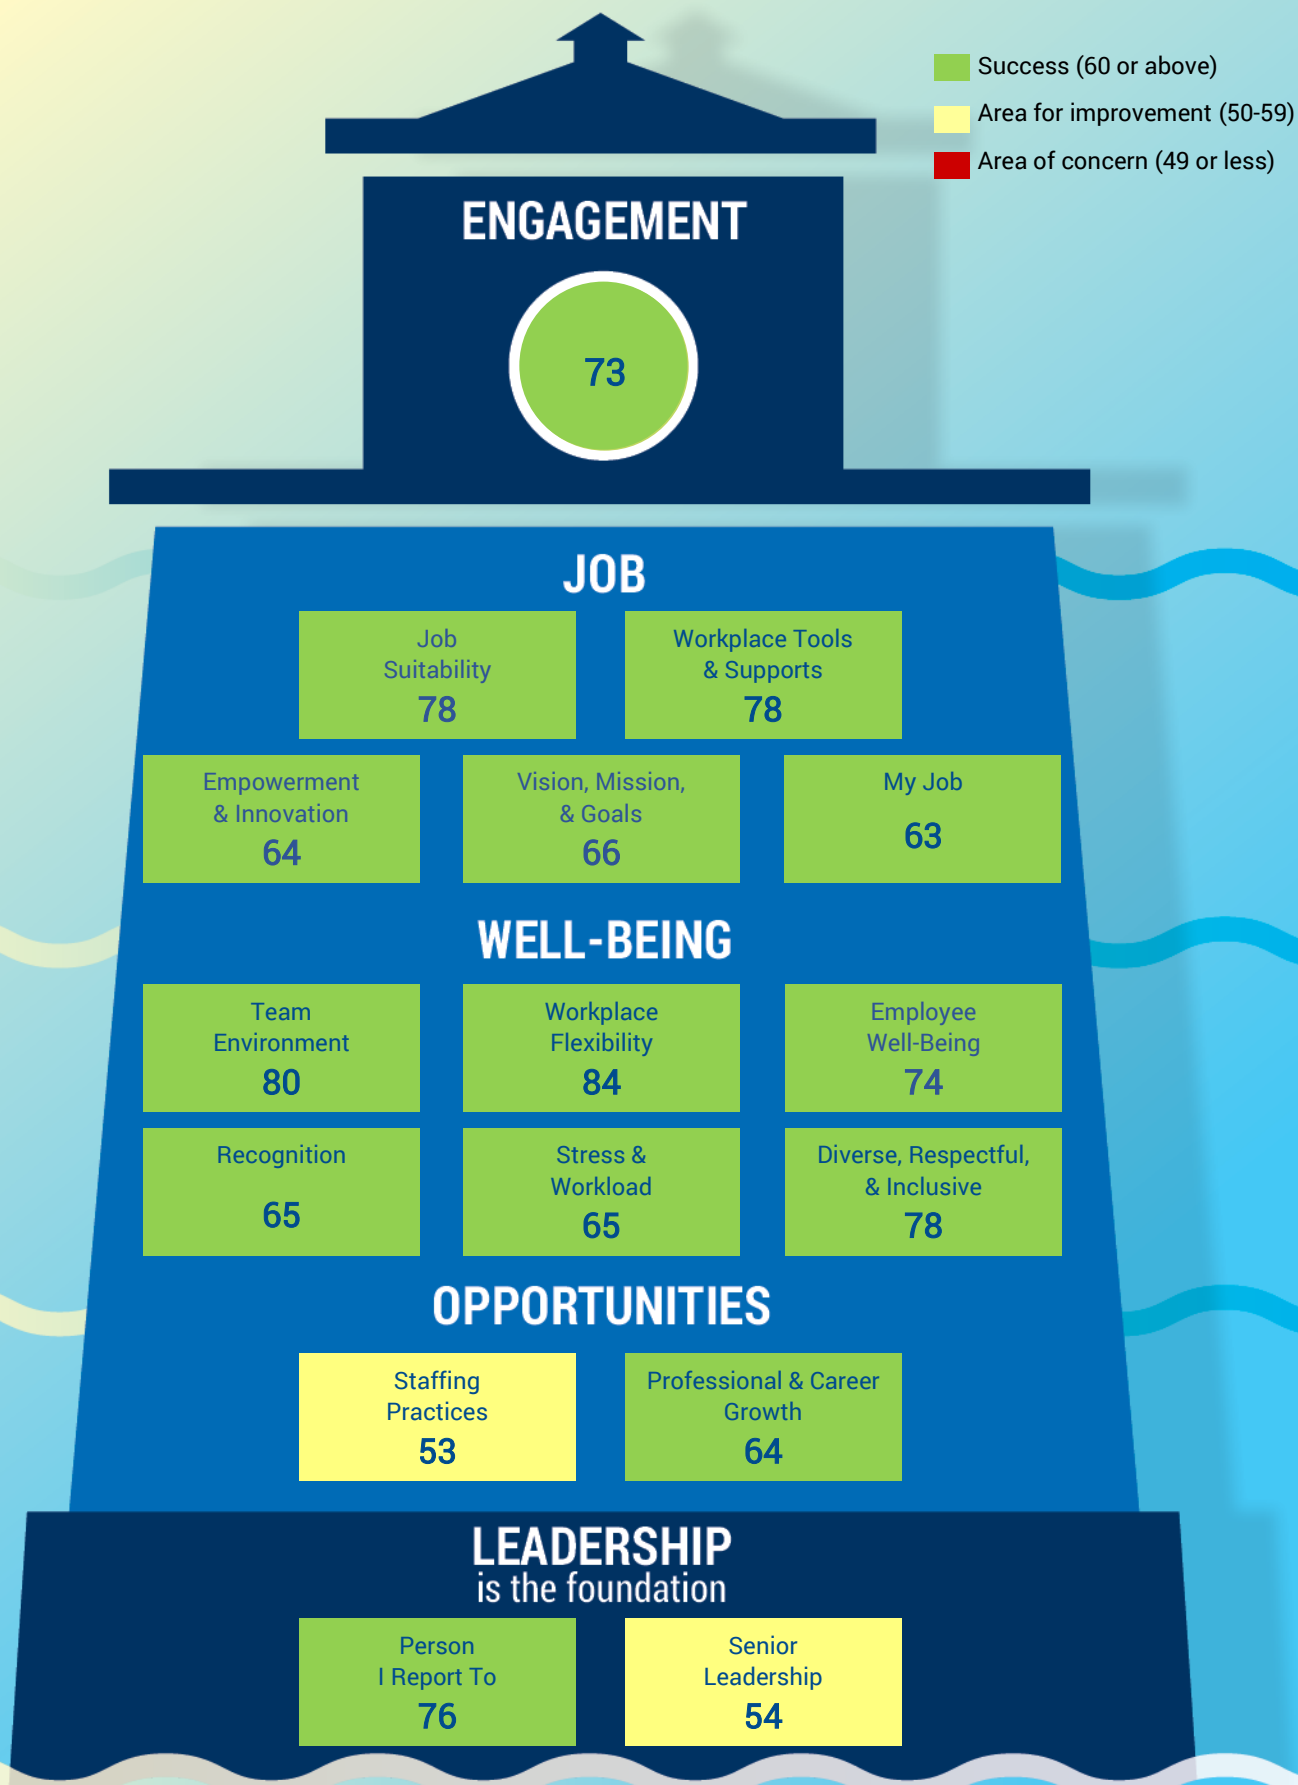 Success (60 or above)
Area for improvement (50-59)
Area of concern (49 or less)
ENGAGEMENT
73
JOB
Job
Suitability
78
Workplace Tools
& Supports
78
Empowerment
& Innovation
64
Vision, Mission,
& Goals
66
My Job
63
WELL-BEING
Team
Environment
80
Workplace
Flexibility
84
Employee
Well-Being
74
Recognition
65
Stress &
Workload
65
Diverse, Respectful,
& Inclusive
78
OPPORTUNITIES
Staffing
Practices
53
Professional & Career
Growth
64
LEADERSHIP
is the foundation
Person
I Report To
76
Senior
Leadership
54